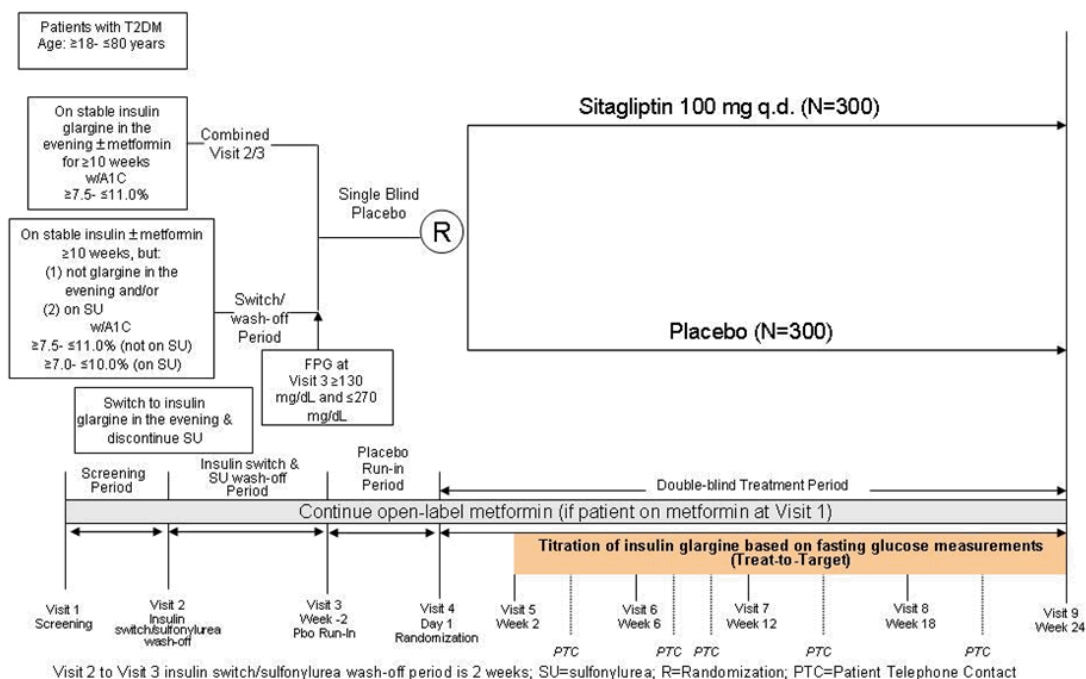 Patients with T2DM
Age: ≥18- ≤80 years
On stable insulin
glargine in the
evening ± metformin
for ≥10 weeks
w/A1C
≥7.5- ≤11.0%
Combined
Visit 2/3
On stable insulin ± metformin
≥10 weeks, but:
(1) not glargine in the
evening and/or
(2) on SU
w/A1C
≥7.5- ≤11.0% (not on SU)
≥7.0- ≤10.0% (on SU)
Switch/
wash-off
Period
FPG at
Visit 3 ≥130
mg/dL and ≤270
mg/dL
Switch to insulin
glargine in the evening &
discontinue SU
Single Blind
Placebo
R
Sitagliptin 100 mg q.d. (N=300)
Placebo (N=300)
Screening
Period
Insulin switch &
SU wash-off
Period
Placebo
Run-in
Period
Double-blind Treatment Period
Continue open-label metformin (if patient on metformin at Visit 1)
Titration of insulin glargine based on fasting glucose measurements
(Treat-to-Target)
Visit 1
Screening
Visit 2
Insulin
switch/sulfonylurea
wash-off
Visit 3
Week -2
Pbo Run-In
Visit 4
Day 1
Randomization
Visit 5
Week 2
PTC
Visit 6
Week 6
PTC
PTC
Visit 7
Week 12
PTC
Visit 8
Week 18
PTC
Visit 9
Week 24
Visit 2 to Visit 3 insulin switch/sulfonylurea wash-off period is 2 weeks; SU=sulfonylurea; R=Randomization; PTC=Patient Telephone Contact